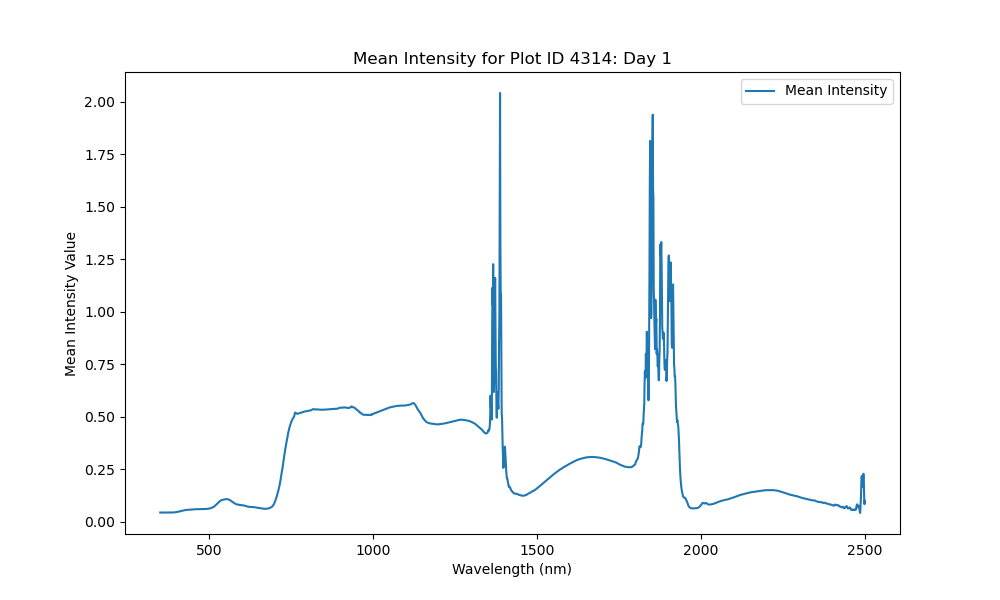 Mean Intensity for Plot ID 4314: Day 1
Mean Intensity
Mean Intensity Value
2.00
1.75
1.50
1.25
1.00
0.75
0.50
0.25
0.00
500 1000 1500 2000 2500
Wavelength (nm)